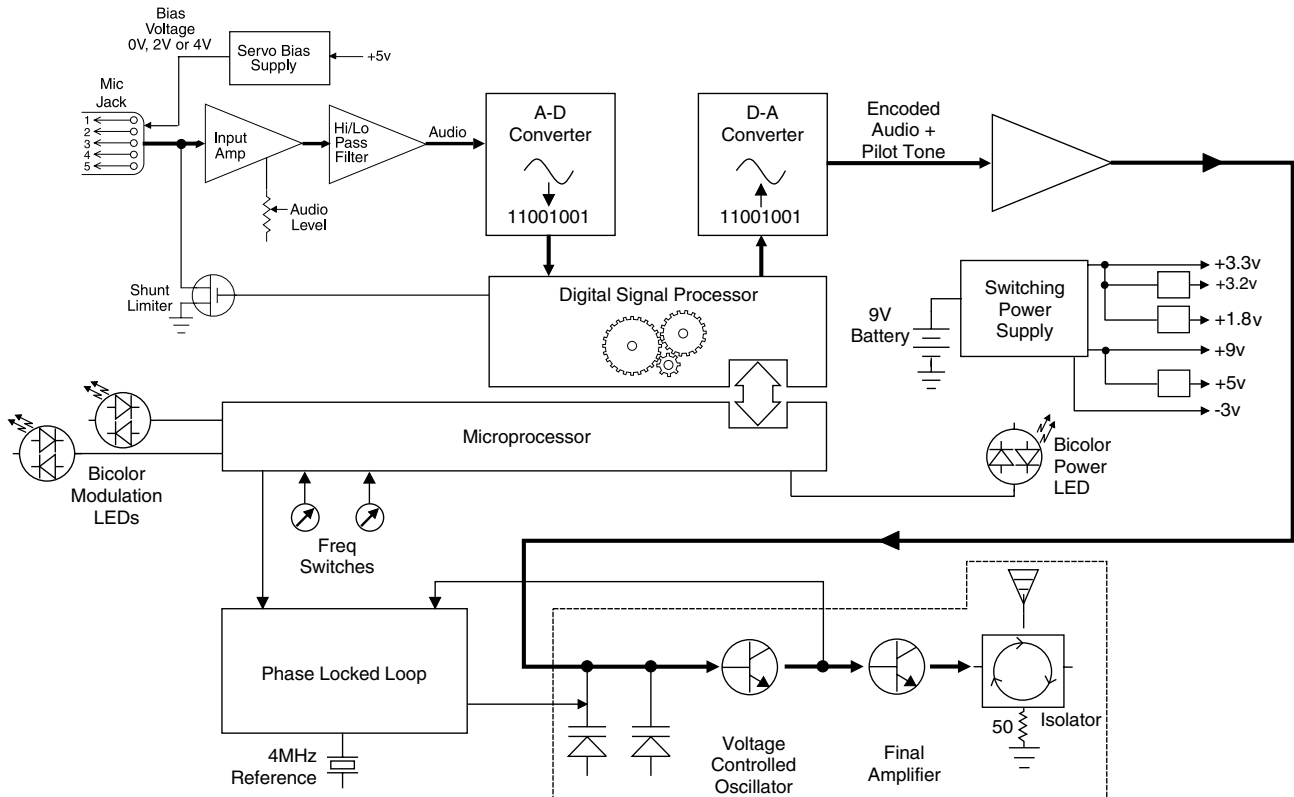 Bias
Voltage
0V, 2V or 4V
Servo Bias
Supply
+5v
Mic
Jack
1
2
3
4
5
Input
Amp
Hi/Lo
Pass
Filter
Audio
Audio
Level
A-D
Converter
11001001
D-A
Converter
11001001
Encoded
Audio +
Pilot Tone
Shunt
Limiter
Digital Signal Processor
9V
Battery
Switching
Power
Supply
+3.3v
+3.2v
+1.8v
+9v
+5v
-3v
Bicolor
Modulation
LEDs
Microprocessor
Bicolor
Power
LED
Freq
Switches
Phase Locked Loop
4MHz
Reference
Voltage
Controlled
Oscillator
Final
Amplifier
50
Isolator